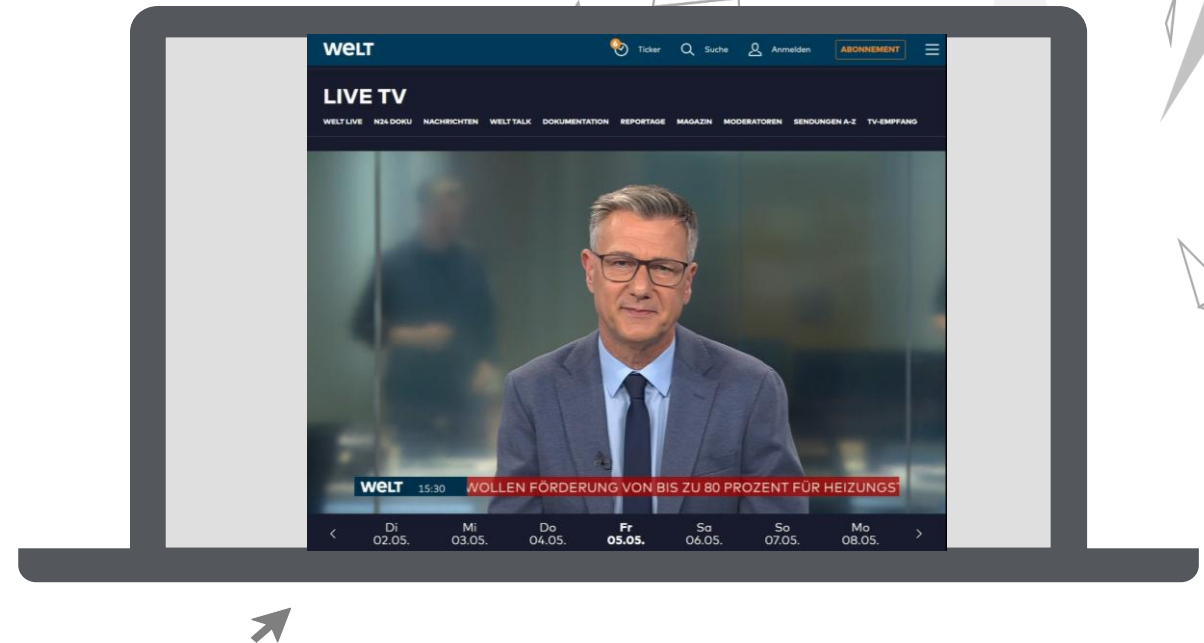 WELT
6 Ticker Suche Anmelden ABONNEMENT
LIVE TV
WELT LIVE N24 DOKU NACHRICHTEN WELT TALK DOKUMENTATION REPORTAGE MAGAZIN MODERATOREN SENDUNGEN A-Z TV-EMPFANG
WELT 15:30 WOLLEN FÖRDERUNG VON BIS ZU 80 PROZENT FÜR HEIZUNGS
Di Mi Do Fr Sa So Mo
02.05. 03.05. 04.05. 05.05. 06.05. 07.05. 08.05.